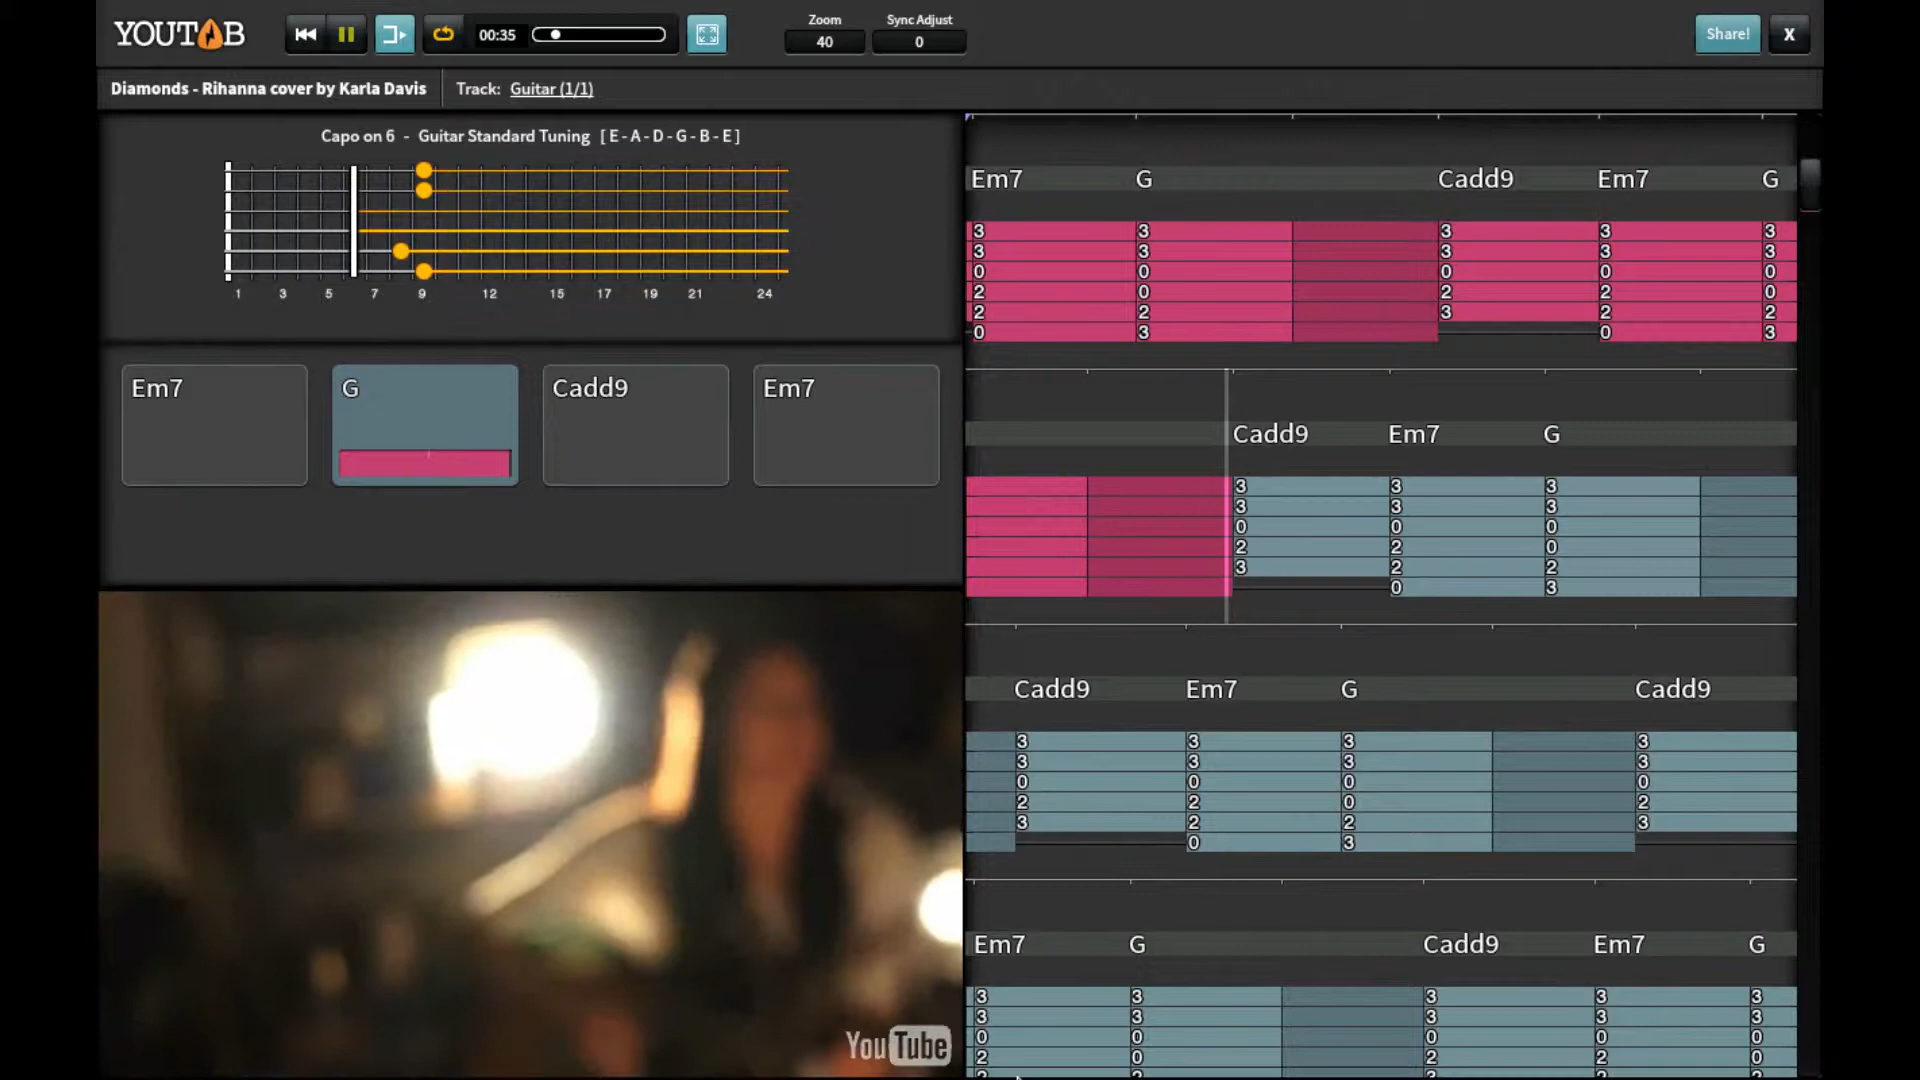 YOUTAB
00:35
Zoom
40
Sync Adjust
0
Share!
X
Diamonds - Rihanna cover by Karla Davis
Track: Guitar (1/1)
Capo on 6 - Guitar Standard Tuning [ E - A - D - G - B - E ]
1 3 5 7 9 12 15 17 19 21 24
Em7 G Cadd9 Em7
Em7 G Cadd9 Em7 G
3 3 3 3 3
3 3 3 3 3
0 0 0 0 0
2 0 2 2 0
2 2 3 2 2
0 3 0 3
Cadd9 Em7 G
3 3 3
3 3 3
0 0 0
2 2 0
3 2 2
0 3
Cadd9 Em7 G Cadd9
3 3 3 3
3 3 3 3
0 0 0 0
2 2 0 2
3 2 2 3
0 3
Em7 G Cadd9 Em7 G
3 3 3 3 3
3 3 3 3 3
0 0 0 0 0
2 0 2 2 0
YouTube